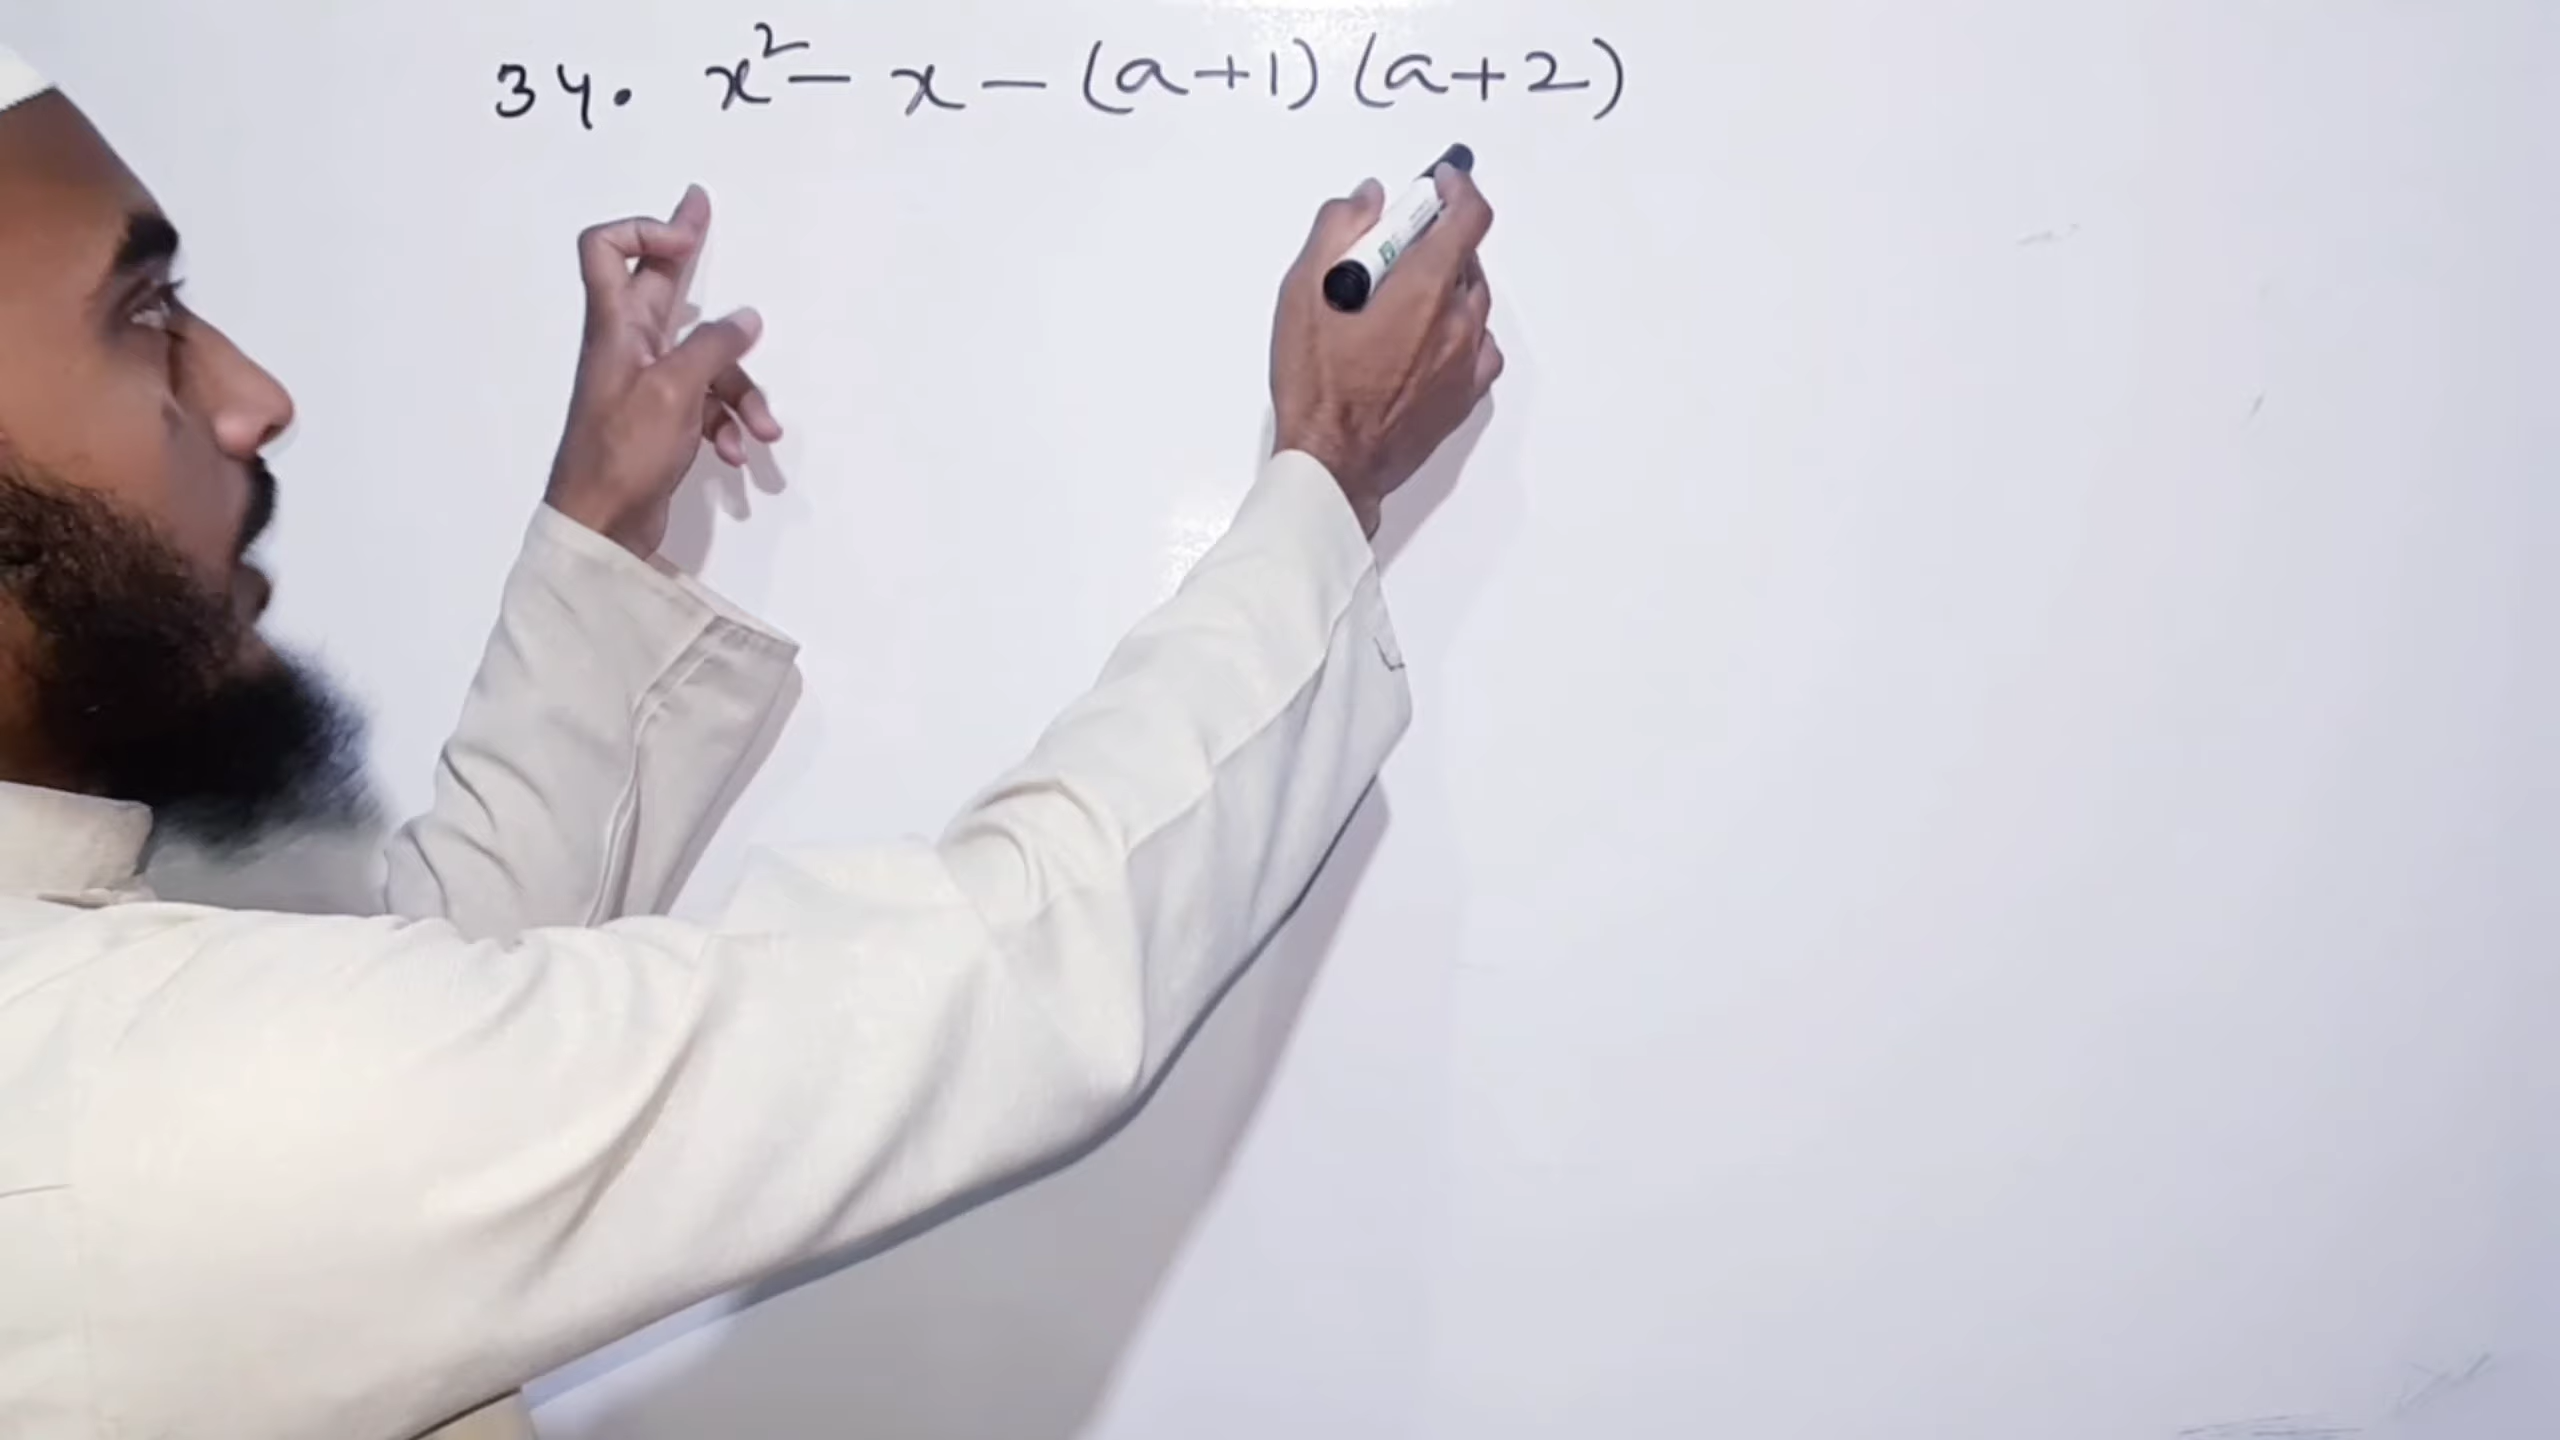 34. x² - x - (a+1)(a+2)